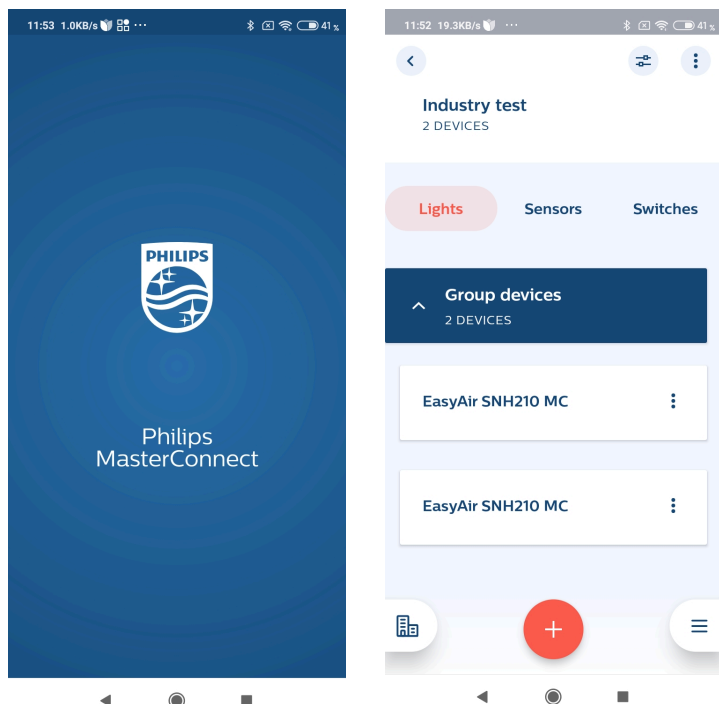 11:53 1.0KB/s ...
41 %
PHILIPS
Philips
MasterConnect
11:52 19.3KB/s ...
41 %
Industry test
2 DEVICES
Lights Sensors Switches
Group devices
2 DEVICES
EasyAir SNH210 MC
EasyAir SNH210 MC